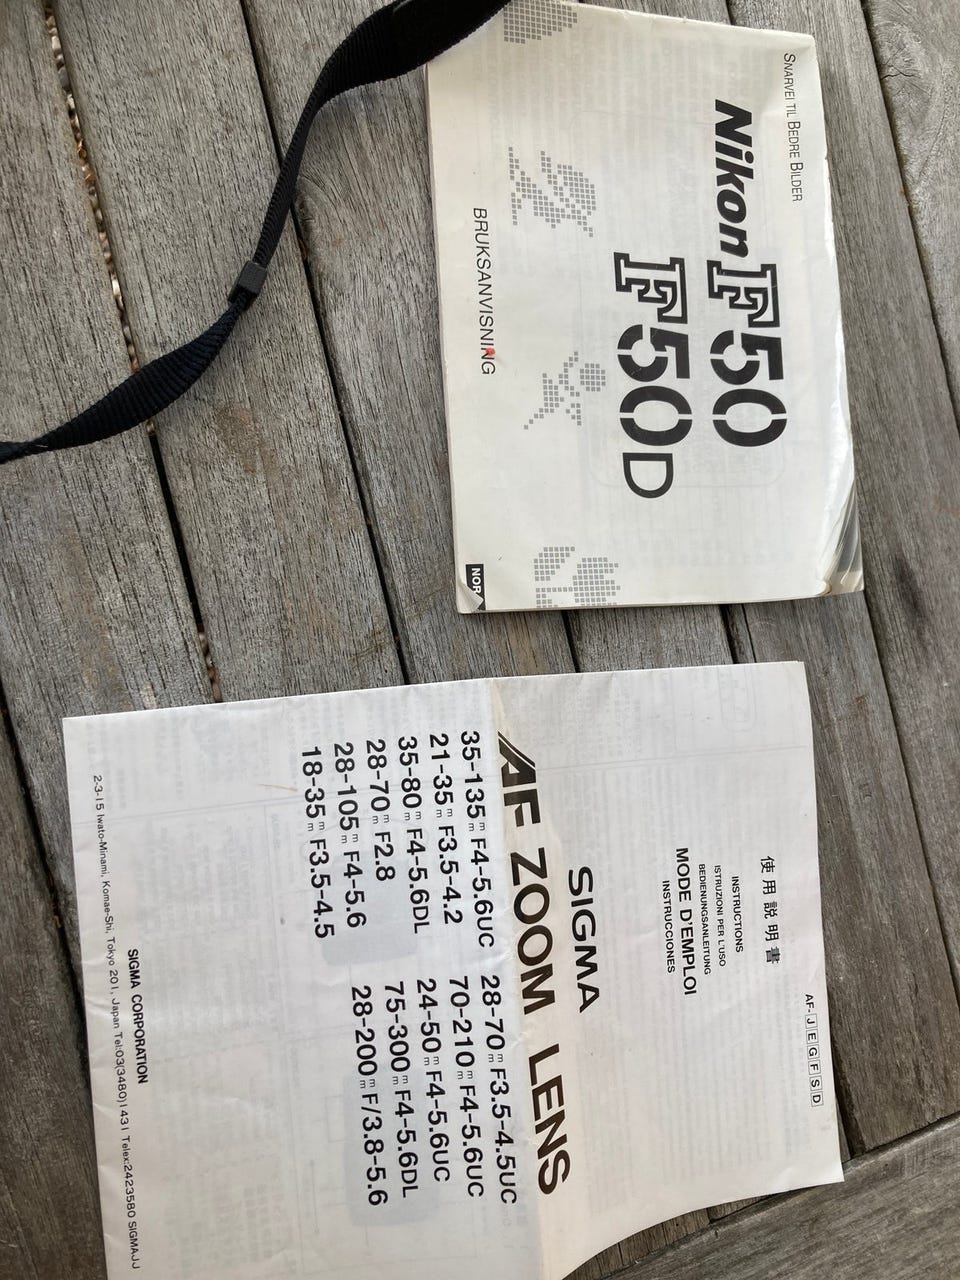 SNARVEI TIL BEDRE BILDER
Nikon F50
F50D
BRUKSANVISNING
NOR
AF-JEGFSD
使用説明書
INSTRUCTIONS
ISTRUZIONI PER L'USO
BEDIENUNGSANLEITUNG
MODE D'EMPLOI
INSTRUCCIONES
SIGMA
AF ZOOM LENS
35-135mm F4-5.6UC
21-35mm F3.5-4.2
35-80mm F4-5.6DL
28-70mm F2.8
28-105mm F4-5.6
18-35mm F3.5-4.5
28-70mm F3.5-4.5UC
70-210mm F4-5.6UC
24-50mm F4-5.6UC
75-300mm F4-5.6DL
28-200mm F/3.8-5.6
SIGMA CORPORATION
2-3-15 Iwato-Minami, Komae-Shi, Tokyo 201, Japan Tel:03(3480)1431 Telex:2423580 SIGMAJJ